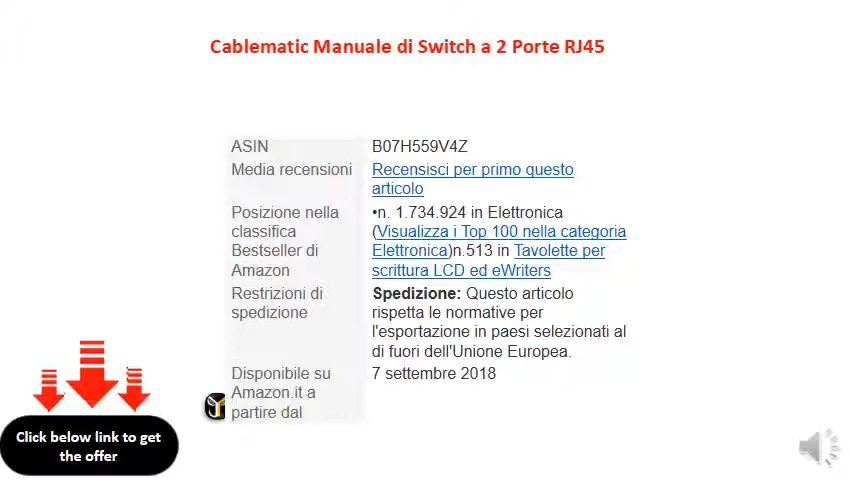 Cablematic Manuale di Switch a 2 Porte RJ45
ASIN B07H559V4Z
Media recensioni Recensisci per primo questo
articolo
Posizione nella •n. 1.734.924 in Elettronica
classifica (Visualizza i Top 100 nella categoria
Bestseller di Elettronica)n.513 in Tavolette per
Amazon scrittura LCD ed eWriters
Restrizioni di Spedizione: Questo articolo
spedizione rispetta le normative per
l'esportazione in paesi selezionati al
di fuori dell'Unione Europea.
Disponibile su 7 settembre 2018
Amazon.it a
partire dal
Click below link to get
the offer